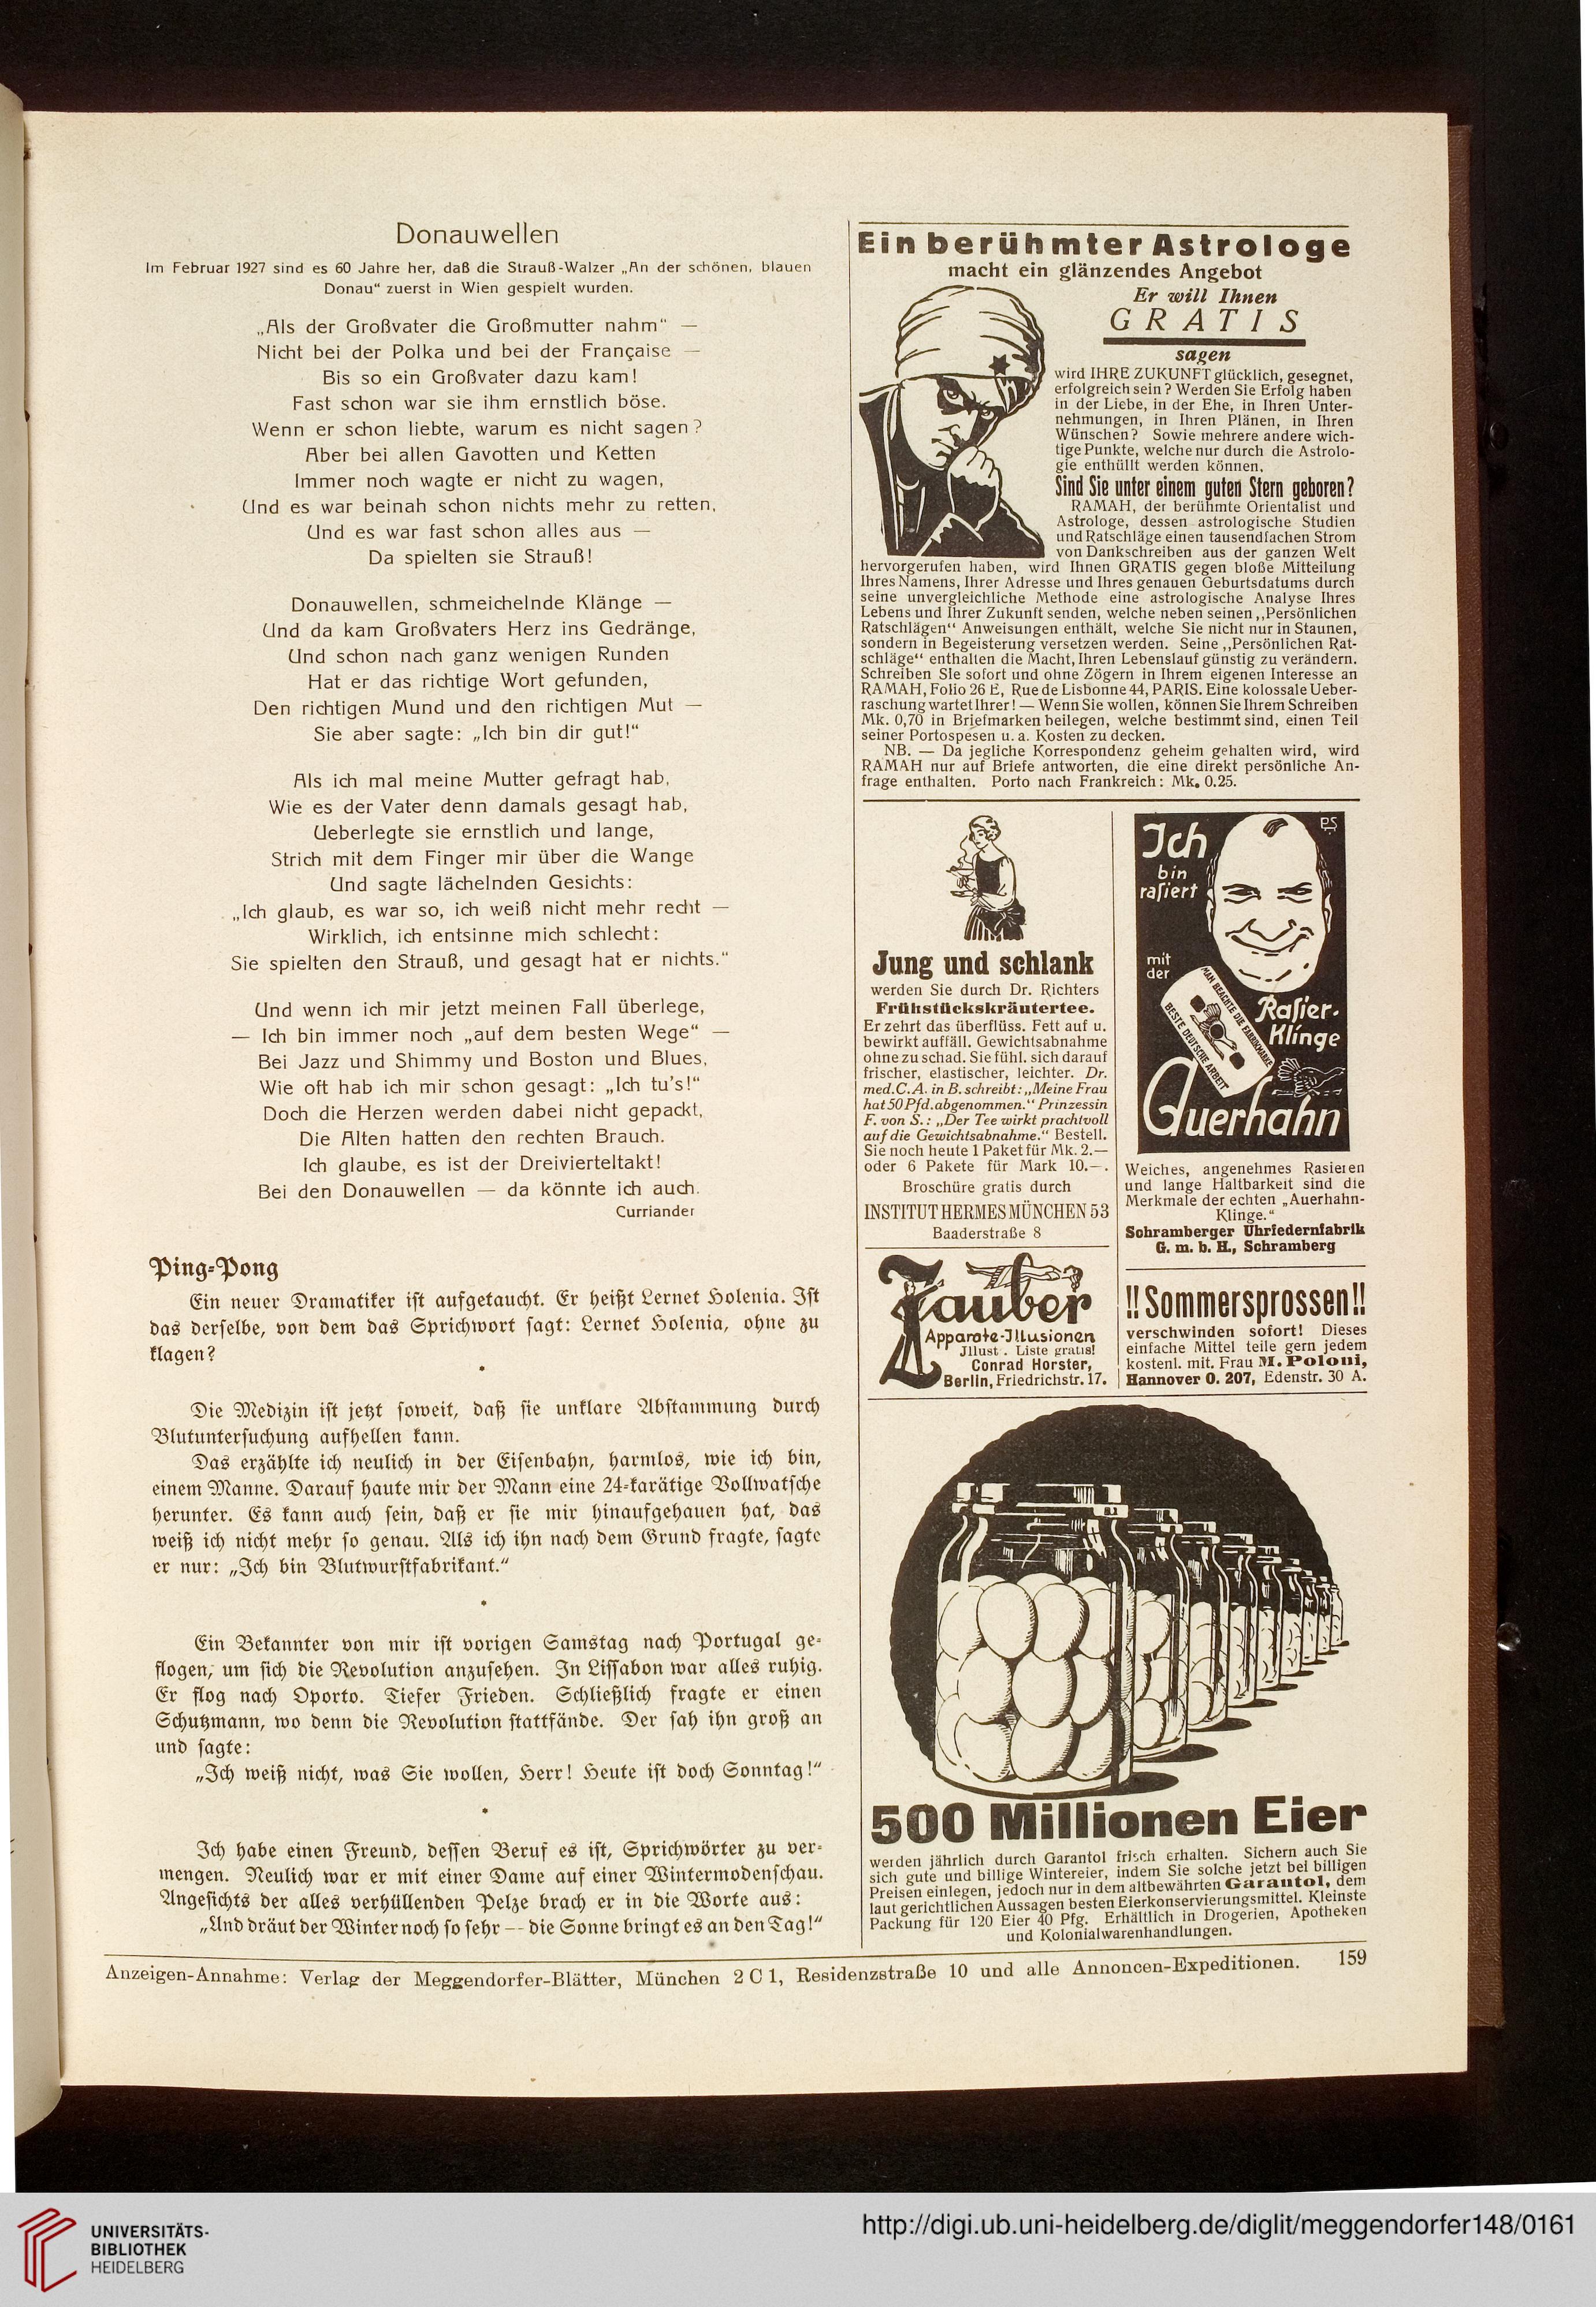 Donauwellen
Im Februar 1927 sind es 60 Jahre her, daß die Strauß-Walzer „An der schönen, blauen
Donau“ zuerst in Wien gespielt wurden.
„Als der Großvater die Großmutter nahm“ —
Nicht bei der Polka und bei der Française —
Bis so ein Großvater dazu kam!
Fast schon war sie ihm ernstlich böse.
Wenn er schon liebte, warum es nicht sagen?
Aber bei allen Gavotten und Ketten
Immer noch wagte er nicht zu wagen,
Und es war beinah schon nichts mehr zu retten,
Und es war fast schon alles aus —
Da spielten sie Strauß!
Donauwellen, schmeichelnde Klänge —
Und da kam Großvaters Herz ins Gedränge,
Und schon nach ganz wenigen Runden
Hat er das richtige Wort gefunden,
Den richtigen Mund und den richtigen Mut —
Sie aber sagte: „Ich bin dir gut!“
Als ich mal meine Mutter gefragt hab,
Wie es der Vater denn damals gesagt hab,
Ueberlegte sie ernstlich und lange,
Strich mit dem Finger mir über die Wange
Und sagte lächelnden Gesichts:
„Ich glaub, es war so, ich weiß nicht mehr recht —
Wirklich, ich entsinne mich schlecht:
Sie spielten den Strauß, und gesagt hat er nichts.“
Und wenn ich mir jetzt meinen Fall überlege,
— Ich bin immer noch „auf dem besten Wege“ —
Bei Jazz und Shimmy und Boston und Blues,
Wie oft hab ich mir schon gesagt: „Ich tu's!“
Doch die Herzen werden dabei nicht gepackt,
Die Alten hatten den rechten Brauch.
Ich glaube, es ist der Dreivierteltakt!
Bei den Donauwellen — da könnte ich auch.
Curriander
Ping-Pong
Ein neuer Dramatiker ist aufgetaucht. Er heißt Lernet Holenia. Ist
das derselbe, von dem das Sprichwort sagt: Lernet Holenia, ohne zu
klagen?
Die Medizin ist jetzt soweit, daß sie unklare Abstammung durch
Blutuntersuchung aufhellen kann.
Das erzählte ich neulich in der Eisenbahn, harmlos, wie ich bin,
einem Manne. Darauf haute mir der Mann eine 24-karätige Vollwatsche
herunter. Es kann auch sein, daß er sie mir hinaufgehauen hat, das
weiß ich nicht mehr so genau. Als ich ihn nach dem Grund fragte, sagte
er nur: „Ich bin Blutwurstfabrikant.“
Ein Bekannter von mir ist vorigen Samstag nach Portugal ge-
flogen, um sich die Revolution anzusehen. In Lissabon war alles ruhig.
Er flog nach Oporto. Tiefer Frieden. Schließlich fragte er einen
Schutzmann, wo denn die Revolution stattfände. Der sah ihn groß an
und sagte:
„Ich weiß nicht, was Sie wollen, Herr! Heute ist doch Sonntag!“
Ich habe einen Freund, dessen Beruf es ist, Sprichwörter zu ver-
mengen. Neulich war er mit einer Dame auf einer Wintermodenschau.
Angesichts der alles verhüllenden Pelze brach er in die Worte aus:
„Und dräut der Winter noch so sehr — die Sonne bringt es an den Tag!“
Ein berühmter Astrologe
macht ein glänzendes Angebot
Er will Ihnen
GRATIS
sagen
wird IHRE ZUKUNFT glücklich, gesegnet,
erfolgreich sein? Werden Sie Erfolg haben
in der Liebe, in der Ehe, in Ihren Unter-
nehmungen, in Ihren Plänen, in Ihren
Wünschen? Sowie mehrere andere wich-
tige Punkte, welche nur durch die Astrolo-
gie enthüllt werden können.
Sind Sie unter einem guten Stern geboren?
RAMAH, der berühmte Orientalist und
Astrologe, dessen astrologische Studien
und Ratschläge einen tausendfachen Strom
von Dankschreiben aus der ganzen Welt
hervorgerufen haben, wird Ihnen GRATIS gegen bloße Mitteilung
Ihres Namens, Ihrer Adresse und Ihres genauen Geburtsdatums durch
seine unvergleichliche Methode eine astrologische Analyse Ihres
Lebens und Ihrer Zukunft senden, welche neben seinen „Persönlichen
Ratschlägen“ Anweisungen enthält, welche Sie nicht nur in Staunen,
sondern in Begeisterung versetzen werden. Seine „Persönlichen Rat-
schläge“ enthalten die Macht, Ihren Lebenslauf günstig zu verändern.
Schreiben Sie sofort und ohne Zögern in Ihrem eigenen Interesse an
RAMAH, Folio 26 E, Rue de Lisbonne 44, PARIS. Eine kolossale Ueber-
raschung wartet Ihrer! — Wenn Sie wollen, können Sie Ihrem Schreiben
Mk. 0,70 in Briefmarken beilegen, welche bestimmt sind, einen Teil
seiner Portospesen u. a. Kosten zu decken.
NB. — Da jegliche Korrespondenz geheim gehalten wird, wird
RAMAH nur auf Briefe antworten, die eine direkt persönliche An-
frage enthalten. Porto nach Frankreich: Mk. 0.25.
Jung und schlank
werden Sie durch Dr. Richters
Frühstückskräutertee.
Er zehrt das überflüss. Fett auf u.
bewirkt auffäll. Gewichtsabnahme
ohne zu schad. Sie fühl. sich darauf
frischer, elastischer, leichter. Dr.
med. C. A. in B. schreibt: „Meine Frau
hat 50 Pfd. abgenommen.“ Prinzessin
F. von S.: „Der Tee wirkt prachtvoll
auf die Gewichtsabnahme.“ Bestell.
Sie noch heute 1 Paket für Mk. 2.—
oder 6 Pakete für Mark 10.—.
Broschüre gratis durch
INSTITUT HERMES MÜNCHEN 53
Baaderstraße 8
Ich
bin
rasiert
PS
mit
der
MAN BEACHTE DIE FABRIKMARKE
BESTE DEUTSCHE ARBEIT
Rasier-
Klinge
Auerhahn
Weiches, angenehmes Rasieren
und lange Haltbarkeit sind die
Merkmale der echten „Auerhahn-
Klinge.“
Schramberger Uhrfedernfabrik
G. m. b. H., Schramberg
Zauber
Apparate-Jllusionen
Jllust. Liste gratis!
Conrad Horster,
Berlin, Friedrichstr. 17.
!! Sommersprossen !!
verschwinden sofort! Dieses
einfache Mittel teile gern jedem
kostenl. mit. Frau M. Poloni,
Hannover O. 207, Edenstr. 30 A.
500 Millionen Eier
werden jährlich durch Garantol frisch erhalten. Sichern auch Sie
sich gute und billige Wintereier, indem Sie solche jetzt bei billigen
Preisen einlegen, jedoch nur in dem altbewährten Garantol, dem
laut gerichtlichen Aussagen besten Eierkonservierungsmittel. Kleinste
Packung für 120 Eier 40 Pfg. Erhältlich in Drogerien, Apotheken
und Kolonialwarenhandlungen.
Anzeigen-Annahme: Verlag der Meggendorfer-Blätter, München 2 C 1, Residenzstraße 10 und alle Annoncen-Expeditionen. 159
UNIVERSITÄTS-
BIBLIOTHEK
HEIDELBERG
http://digi.ub.uni-heidelberg.de/diglit/meggendorfer148/0161